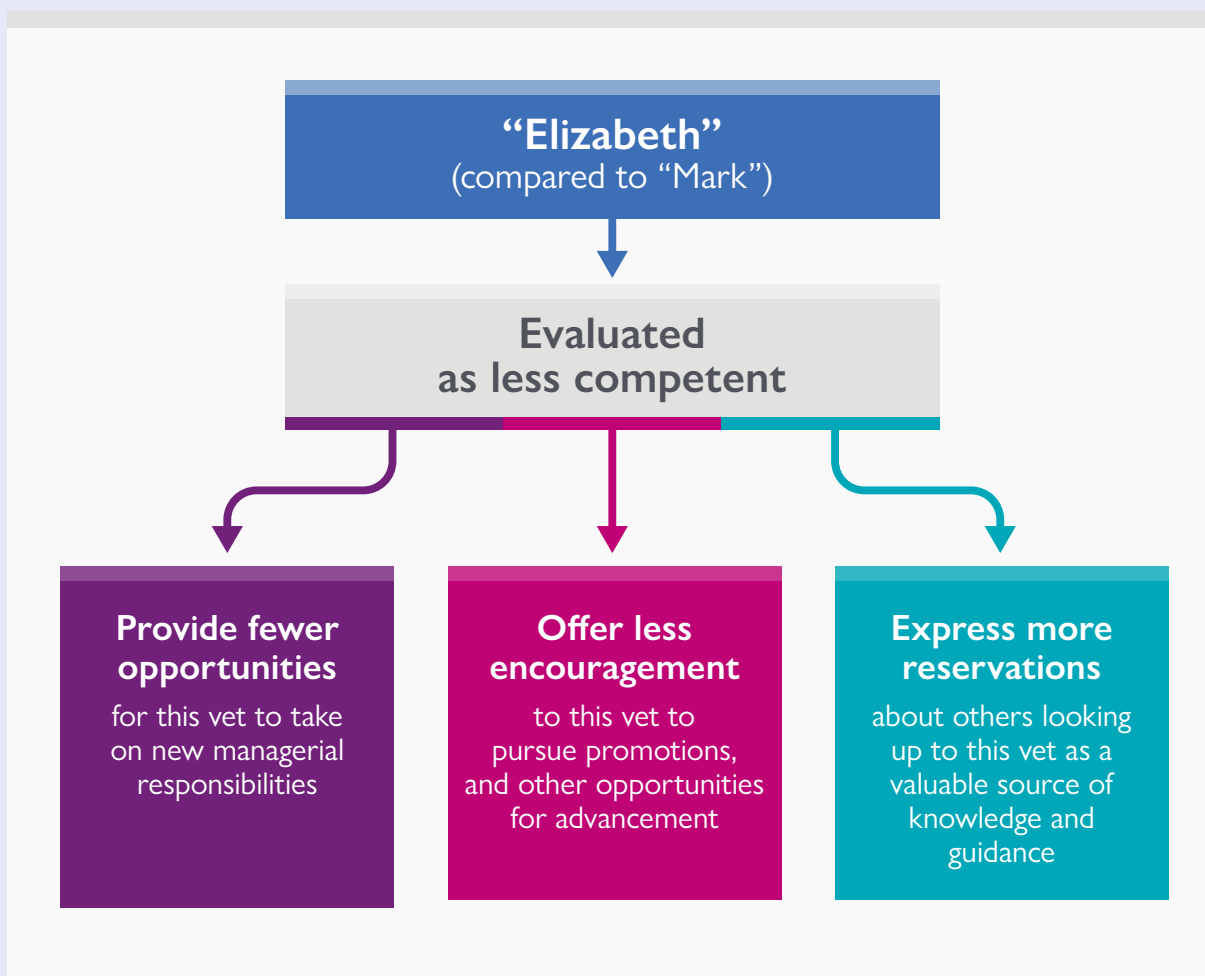 “Elizabeth”
(compared to “Mark”)
Evaluated
as less competent
Provide fewer
opportunities
for this vet to take
on new managerial
responsibilities
Offer less
encouragement
to this vet to
pursue promotions,
and other opportunities
for advancement
Express more
reservations
about others looking
up to this vet as a
valuable source of
knowledge and
guidance